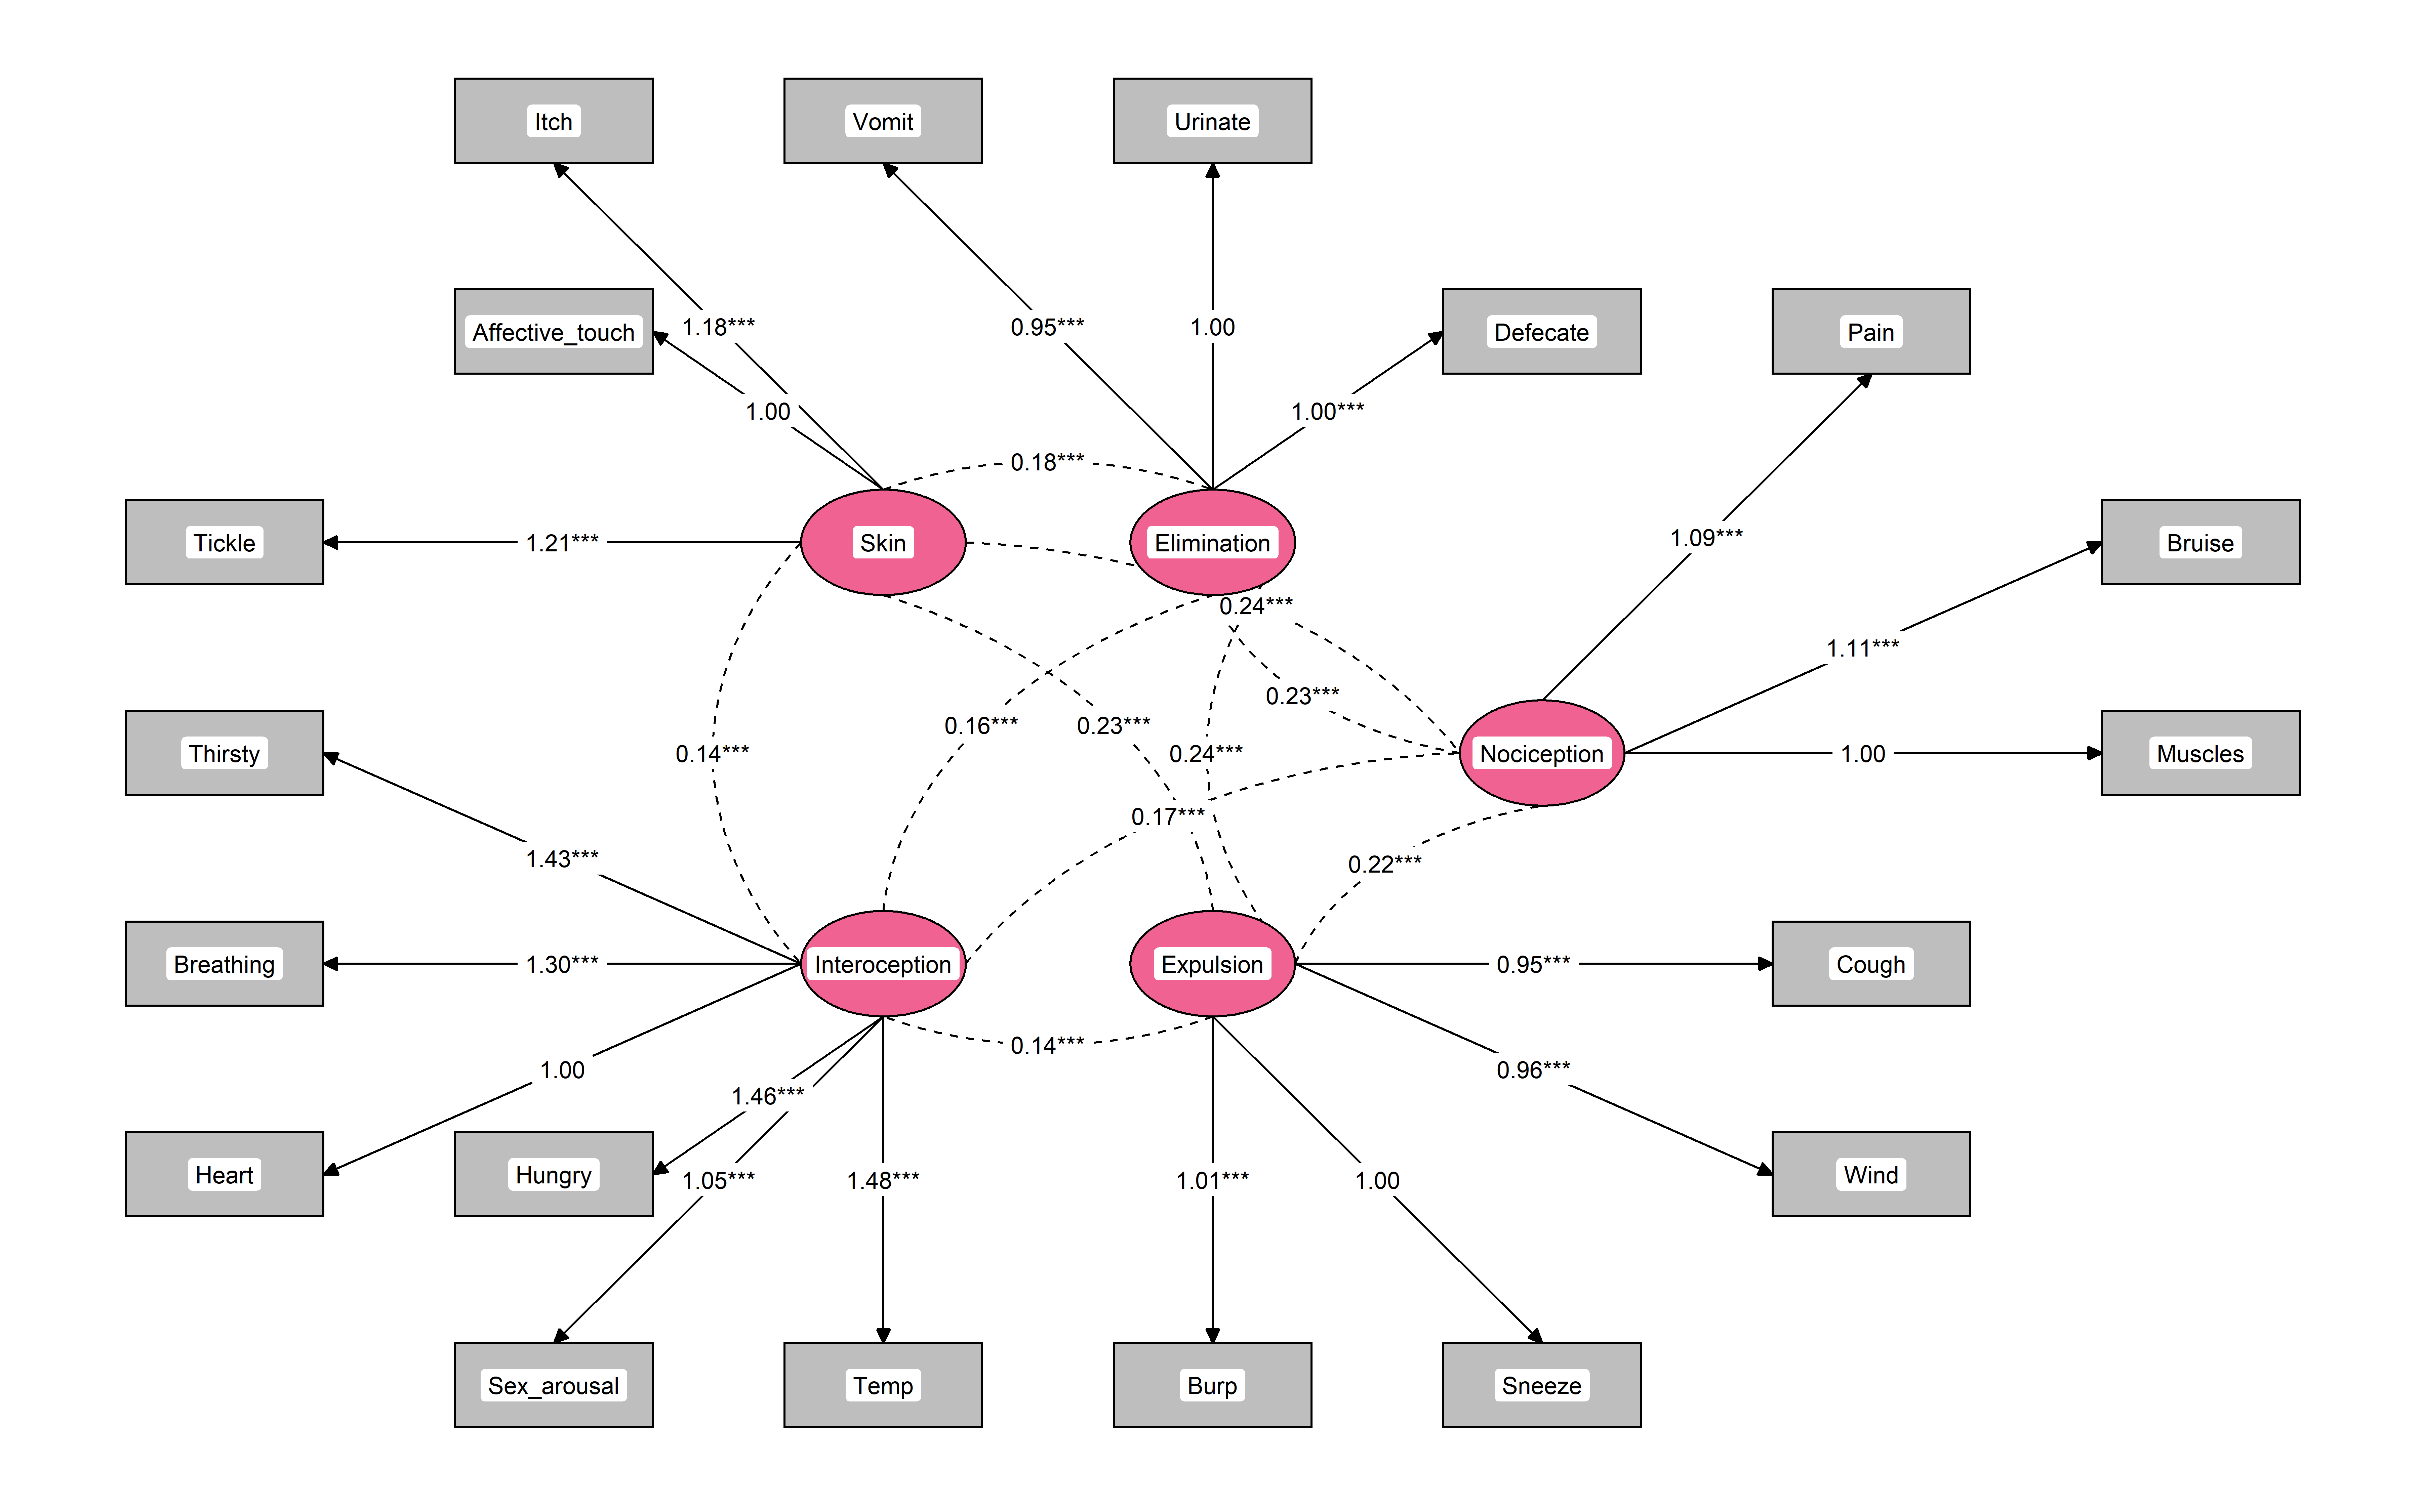 Itch
Vomit
Urinate
1.18***
0.95***
1.00
Affective_touch
Defecate
Pain
1.00
1.00***
0.18***
Tickle
1.21***
Skin
Elimination
1.09***
Bruise
0.24***
1.11***
0.23***
Thirsty
0.14***
0.16***
0.23***
0.24***
Nociception
1.00
Muscles
0.17***
1.43***
0.22***
Breathing
1.30***
Interoception
Expulsion
0.95***
Cough
0.14***
1.00
0.96***
1.46***
Heart
Hungry
1.05***
1.48***
1.01***
1.00
Wind
Sex_arousal
Temp
Burp
Sneeze